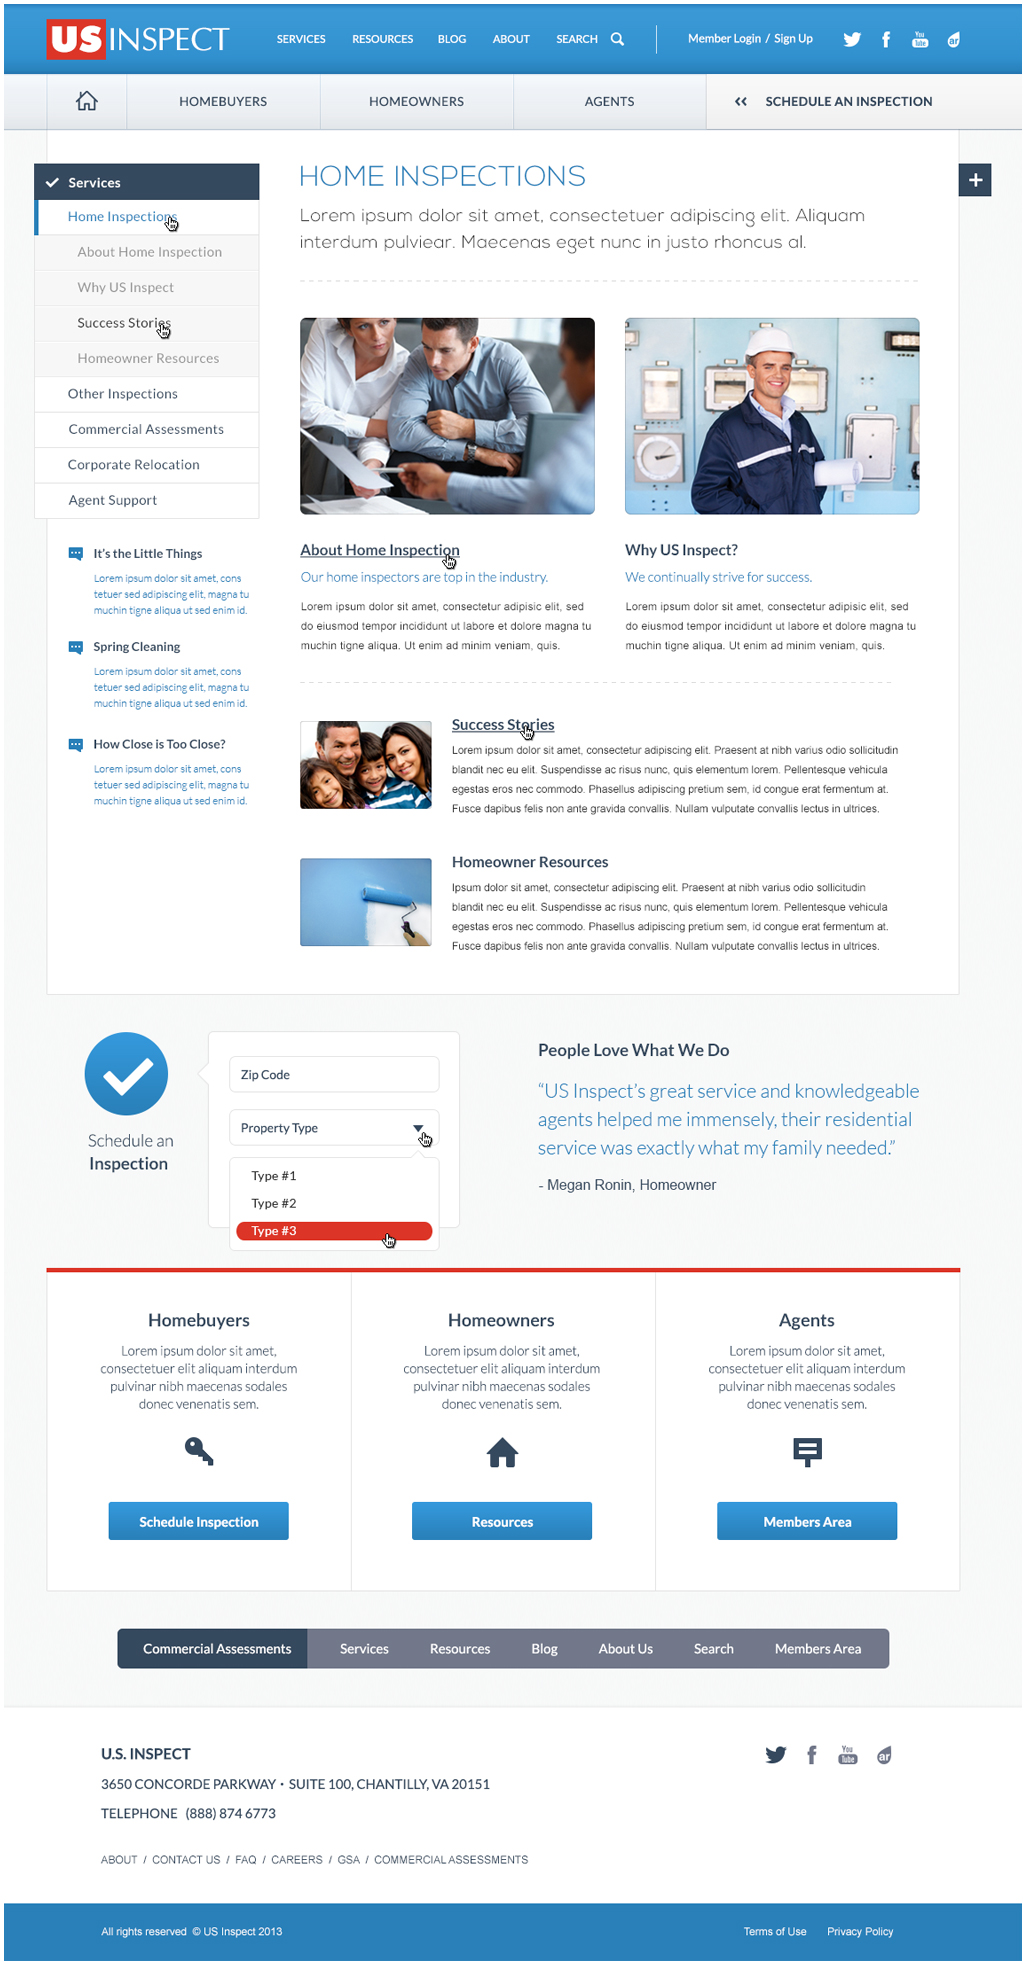 US INSPECT
SERVICES RESOURCES BLOG ABOUT SEARCH
Member Login / Sign Up
You Tube
ar
HOMEBUYERS HOMEOWNERS AGENTS
SCHEDULE AN INSPECTION
Services
Home Inspections
About Home Inspection
Why US Inspect
Success Stories
Homeowner Resources
Other Inspections
Commercial Assessments
Corporate Relocation
Agent Support
It's the Little Things
Lorem ipsum dolor sit amet, cons
tetuer sed adipiscing elit, magna tu
muchin tigne aliqua ut sed enim id.
Spring Cleaning
Lorem ipsum dolor sit amet, cons
tetuer sed adipiscing elit, magna tu
muchin tigne aliqua ut sed enim id.
How Close is Too Close?
Lorem ipsum dolor sit amet, cons
tetuer sed adipiscing elit, magna tu
muchin tigne aliqua ut sed enim id.
HOME INSPECTIONS
Lorem ipsum dolor sit amet, consectetuer adipiscing elit. Aliquam
interdum pulviear. Maecenas eget nunc in justo rhoncus al.
About Home Inspection
Our home inspectors are top in the industry.
Lorem ipsum dolor sit amet, consectetur adipisic elit, sed
do eiusmod tempor incididunt ut labore et dolore magna tu
muchin tigne aliqua. Ut enim ad minim veniam, quis.
Why US Inspect?
We continually strive for success.
Lorem ipsum dolor sit amet, consectetur adipisic elit, sed
do eiusmod tempor incididunt ut labore et dolore magna tu
muchin tigne aliqua. Ut enim ad minim veniam, quis.
Success Stories
Lorem ipsum dolor sit amet, consectetur adipiscing elit. Praesent at nibh varius odio sollicitudin
blandit nec eu elit. Suspendisse ac risus nunc, quis elementum lorem. Pellentesque vehicula
egestas eros nec commodo. Phasellus adipiscing pretium sem, id congue erat fermentum at.
Fusce dapibus felis non ante gravida convallis. Nullam vulputate convallis lectus in ultrices.
Homeowner Resources
Ipsum dolor sit amet, consectetur adipiscing elit. Praesent at nibh varius odio sollicitudin
blandit nec eu elit. Suspendisse ac risus nunc, quis elementum lorem. Pellentesque vehicula
egestas eros nec commodo. Phasellus adipiscing pretium sem, id congue erat fermentum at.
Fusce dapibus felis non ante gravida convallis. Nullam vulputate convallis lectus in ultrices.
Schedule an
Inspection
Zip Code
Property Type
Type #1
Type #2
Type #3
People Love What We Do
“US Inspect’s great service and knowledgeable
agents helped me immensely, their residential
service was exactly what my family needed.”
- Megan Ronin, Homeowner
Homebuyers
Lorem ipsum dolor sit amet,
consectetuer elit aliquam interdum
pulvinar nibh maecenas sodales
donec venenatis sem.
Schedule Inspection
Homeowners
Lorem ipsum dolor sit amet,
consectetuer elit aliquam interdum
pulvinar nibh maecenas sodales
donec venenatis sem.
Resources
Agents
Lorem ipsum dolor sit amet,
consectetuer elit aliquam interdum
pulvinar nibh maecenas sodales
donec venenatis sem.
Members Area
Commercial Assessments Services Resources Blog About Us Search Members Area
U.S. INSPECT
3650 CONCORDE PARKWAY • SUITE 100, CHANTILLY, VA 20151
TELEPHONE (888) 874 6773
You Tube
ar
ABOUT / CONTACT US / FAQ / CAREERS / GSA / COMMERCIAL ASSESSMENTS
All rights reserved © US Inspect 2013
Terms of Use Privacy Policy